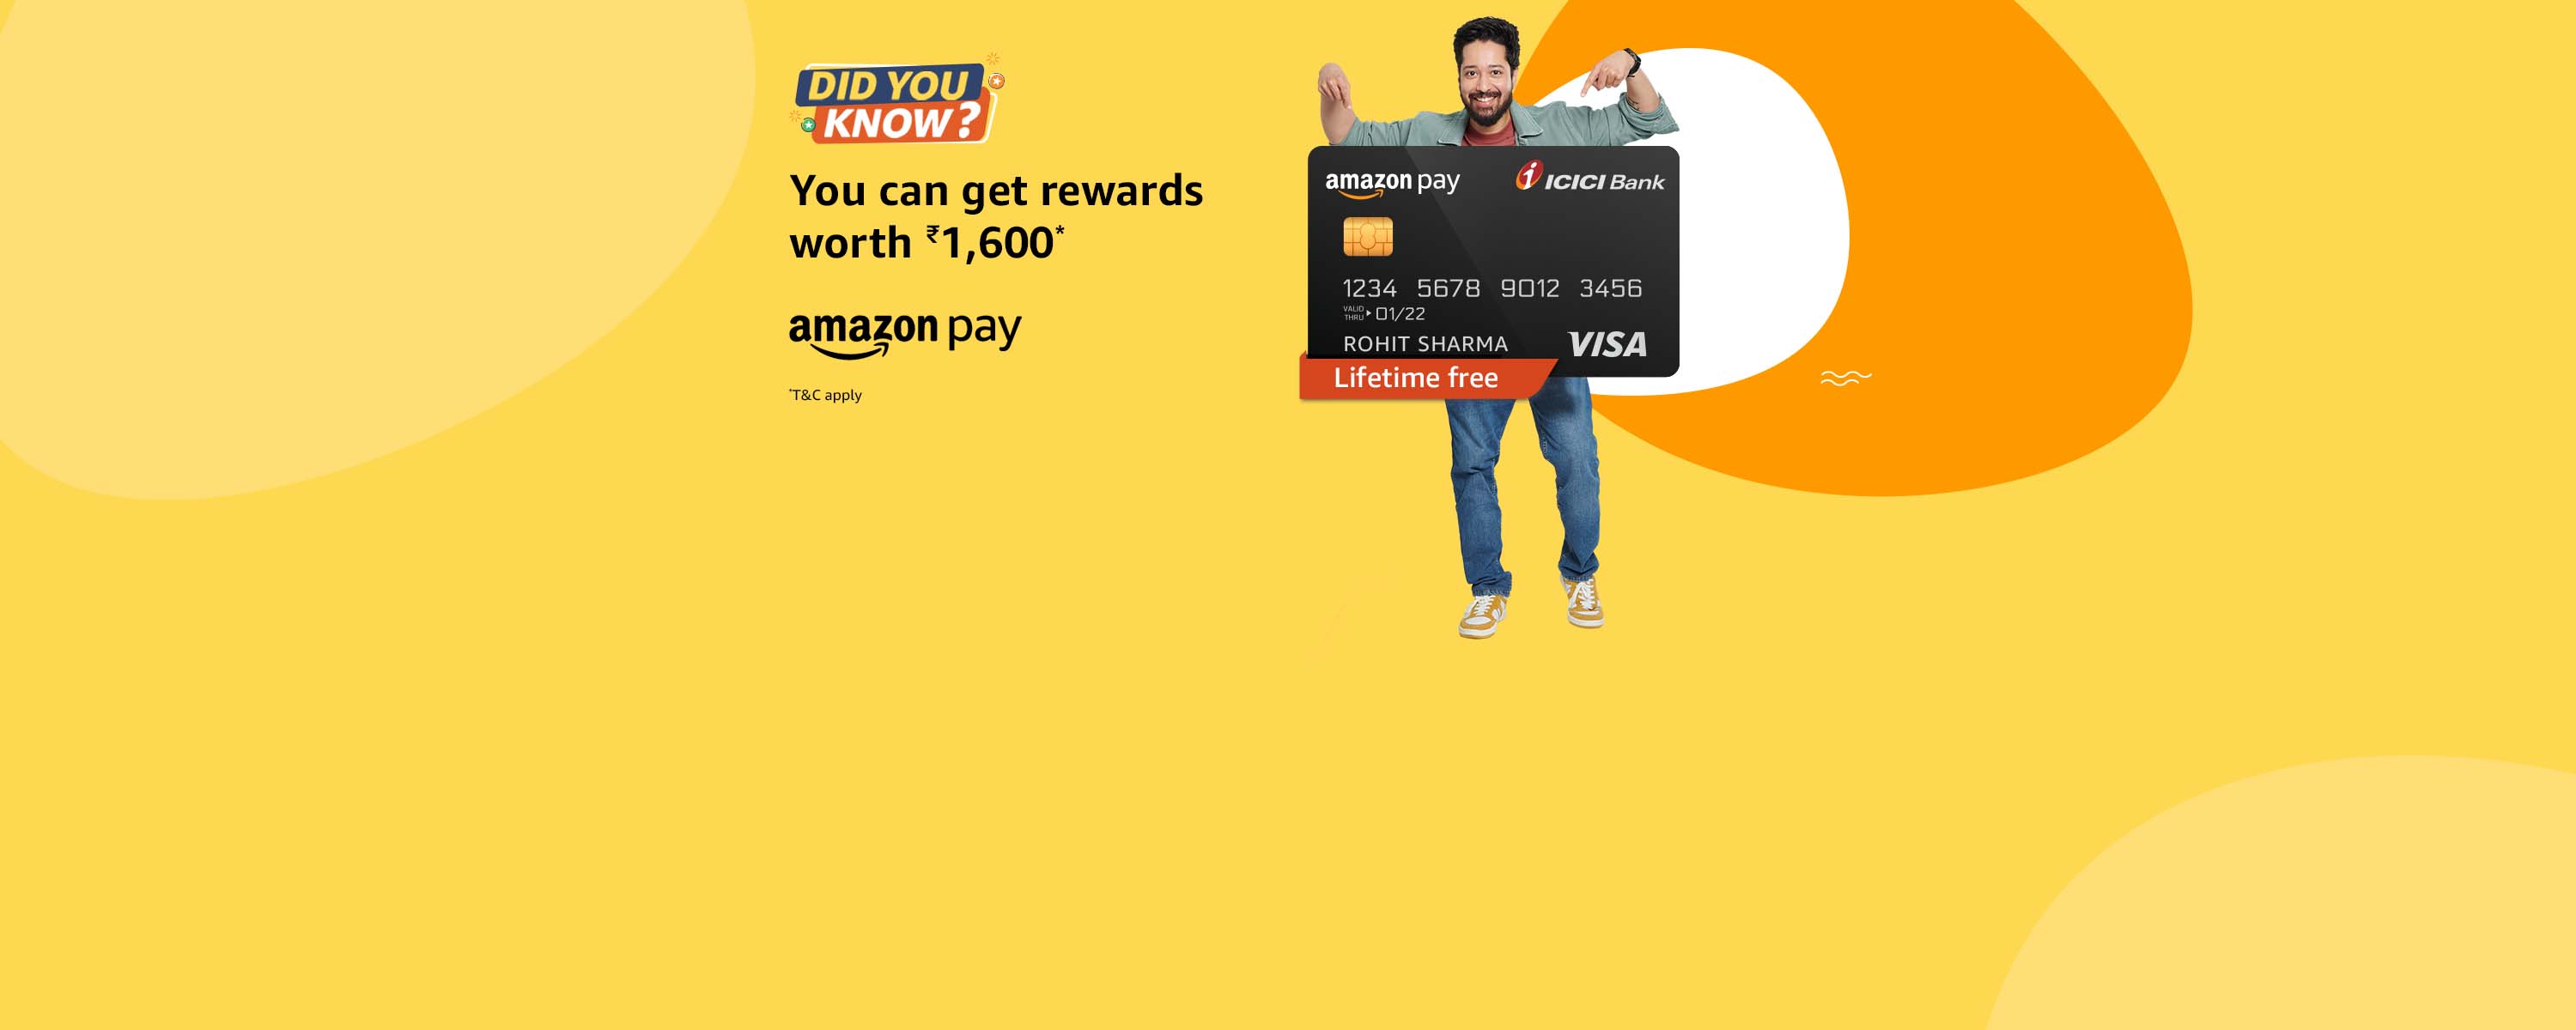 DID YOU
KNOW?
You can get rewards
worth ₹1,600*
amazon pay
*T&C apply
amazon pay
ICICI Bank
1234 5678 9012 3456
VALID
THRU 01/22
ROHIT SHARMA
VISA
Lifetime free